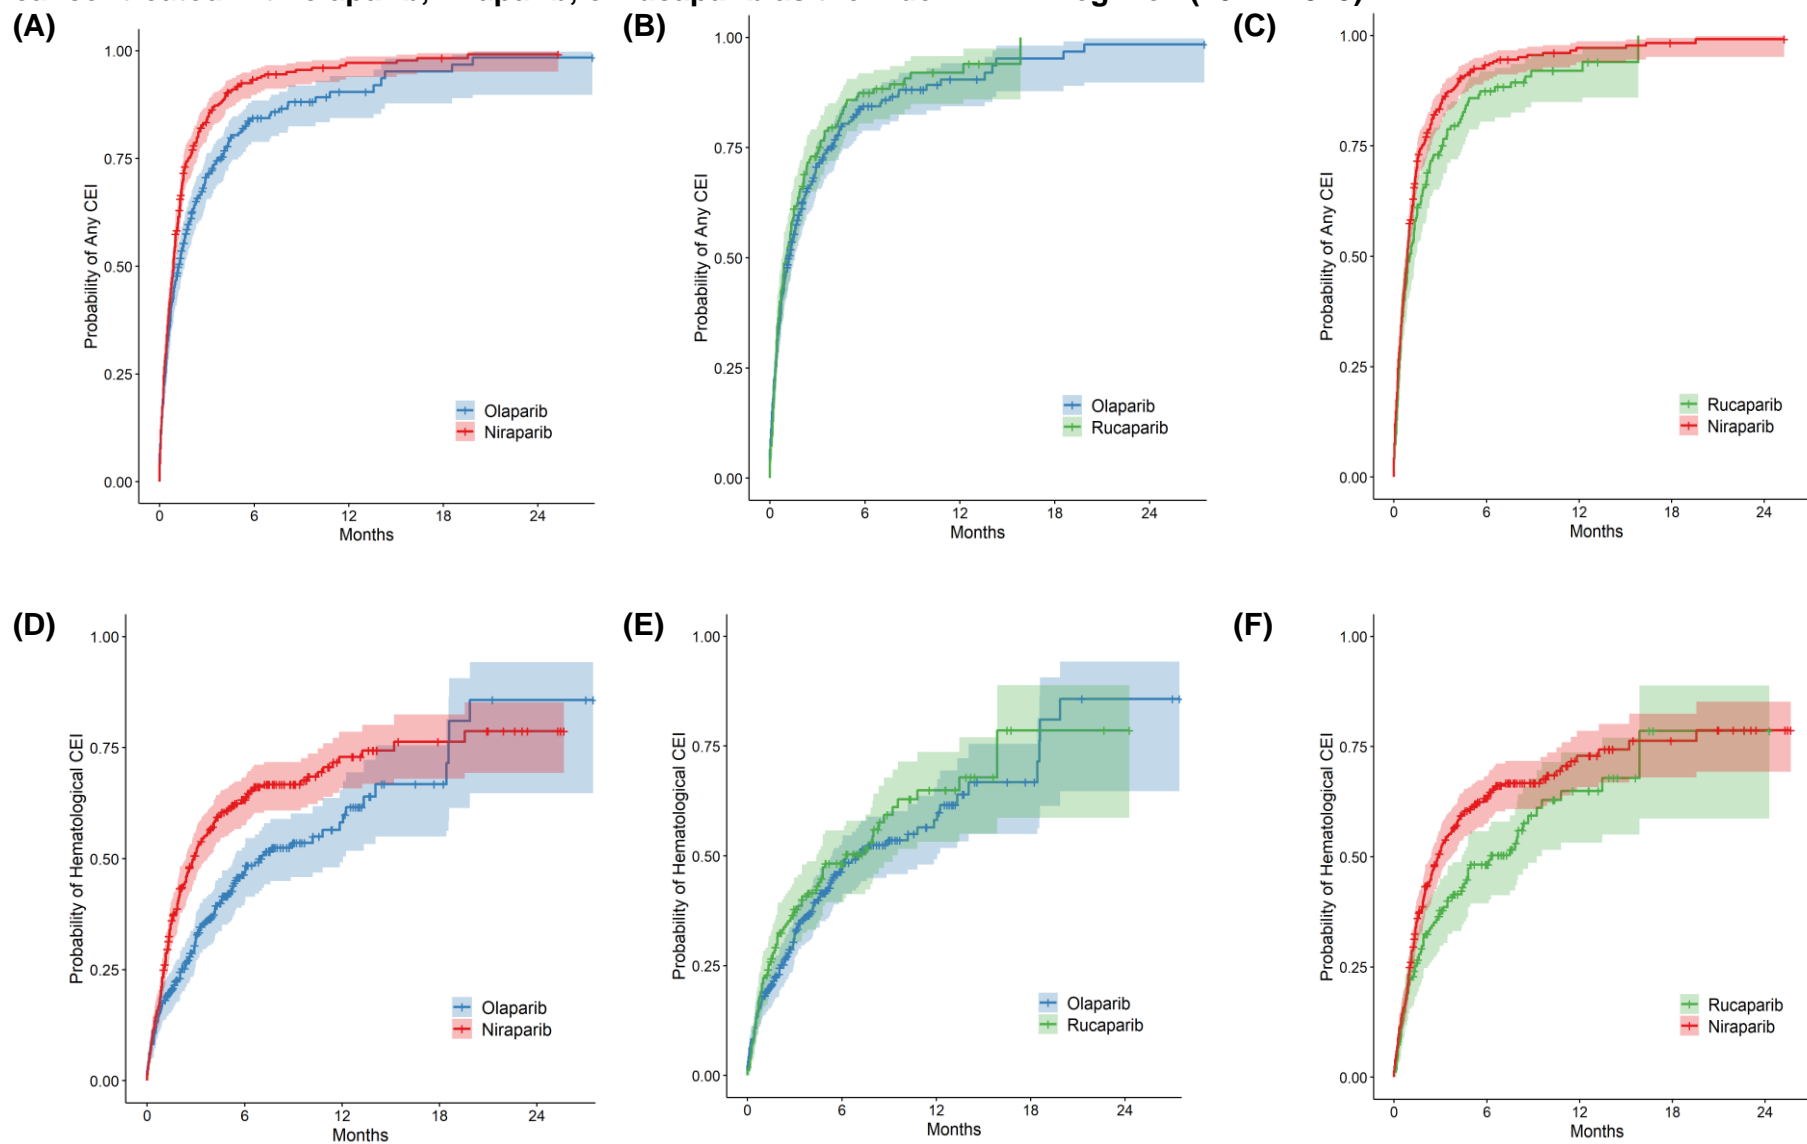 (A)
1.00
0.75
0.50
0.25
0.00
Probability of Any CEI
Olaparib
Niraparib
0 6 12 18 24
Months
(B)
1.00
0.75
0.50
0.25
0.00
Probability of Any CEI
Olaparib
Rucaparib
0 6 12 18 24
Months
(C)
1.00
0.75
0.50
0.25
0.00
Probability of Any CEI
Rucaparib
Niraparib
0 6 12 18 24
Months
(D)
1.00
0.75
0.50
0.25
0.00
Probability of Hematological CEI
Olaparib
Niraparib
0 6 12 18 24
Months
(E)
1.00
0.75
0.50
0.25
0.00
Probability of Hematological CEI
Olaparib
Rucaparib
0 6 12 18 24
Months
(F)
1.00
0.75
0.50
0.25
0.00
Probability of Hematological CEI
Rucaparib
Niraparib
0 6 12 18 24
Months